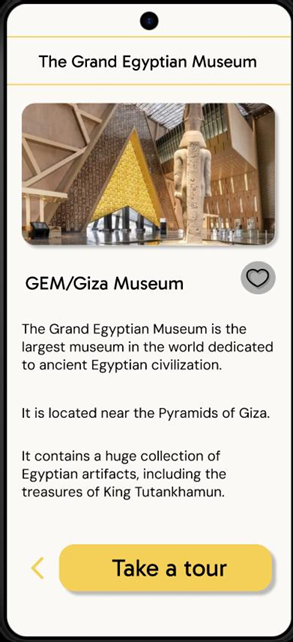 The Grand Egyptian Museum
GEM/Giza Museum
The Grand Egyptian Museum is the
largest museum in the world dedicated
to ancient Egyptian civilization.
It is located near the Pyramids of Giza.
It contains a huge collection of
Egyptian artifacts, including the
treasures of King Tutankhamun.
Take a tour